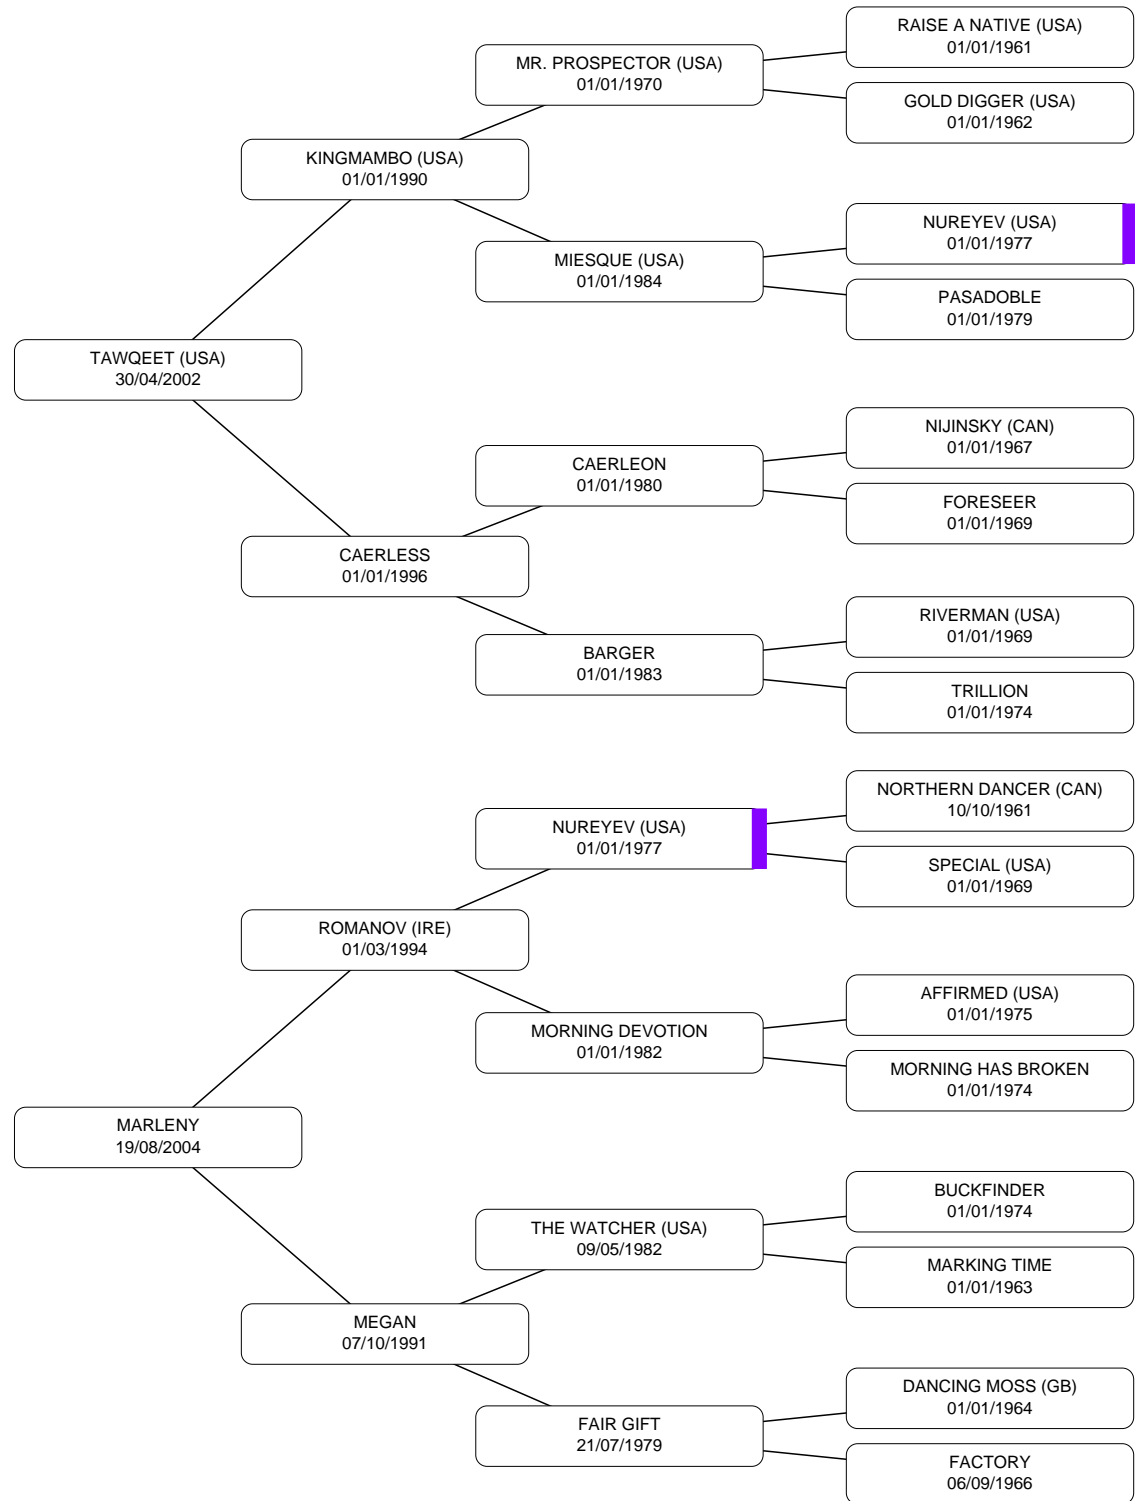 RAISE A NATIVE (USA)
01/01/1961
MR. PROSPECTOR (USA)
01/01/1970
GOLD DIGGER (USA)
01/01/1962
KINGMAMBO (USA)
01/01/1990
NUREYEV (USA)
01/01/1977
MIESQUE (USA)
01/01/1984
PASADOBLE
01/01/1979
TAWQEET (USA)
30/04/2002
NIJINSKY (CAN)
01/01/1967
CAERLEON
01/01/1980
FORESEER
01/01/1969
CAERLESS
01/01/1996
RIVERMAN (USA)
01/01/1969
BARGER
01/01/1983
TRILLION
01/01/1974
NORTHERN DANCER (CAN)
10/10/1961
NUREYEV (USA)
01/01/1977
SPECIAL (USA)
01/01/1969
ROMANOV (IRE)
01/03/1994
AFFIRMED (USA)
01/01/1975
MORNING DEVOTION
01/01/1982
MORNING HAS BROKEN
01/01/1974
MARLENY
19/08/2004
BUCKFINDER
01/01/1974
THE WATCHER (USA)
09/05/1982
MARKING TIME
01/01/1963
MEGAN
07/10/1991
DANCING MOSS (GB)
01/01/1964
FAIR GIFT
21/07/1979
FACTORY
06/09/1966